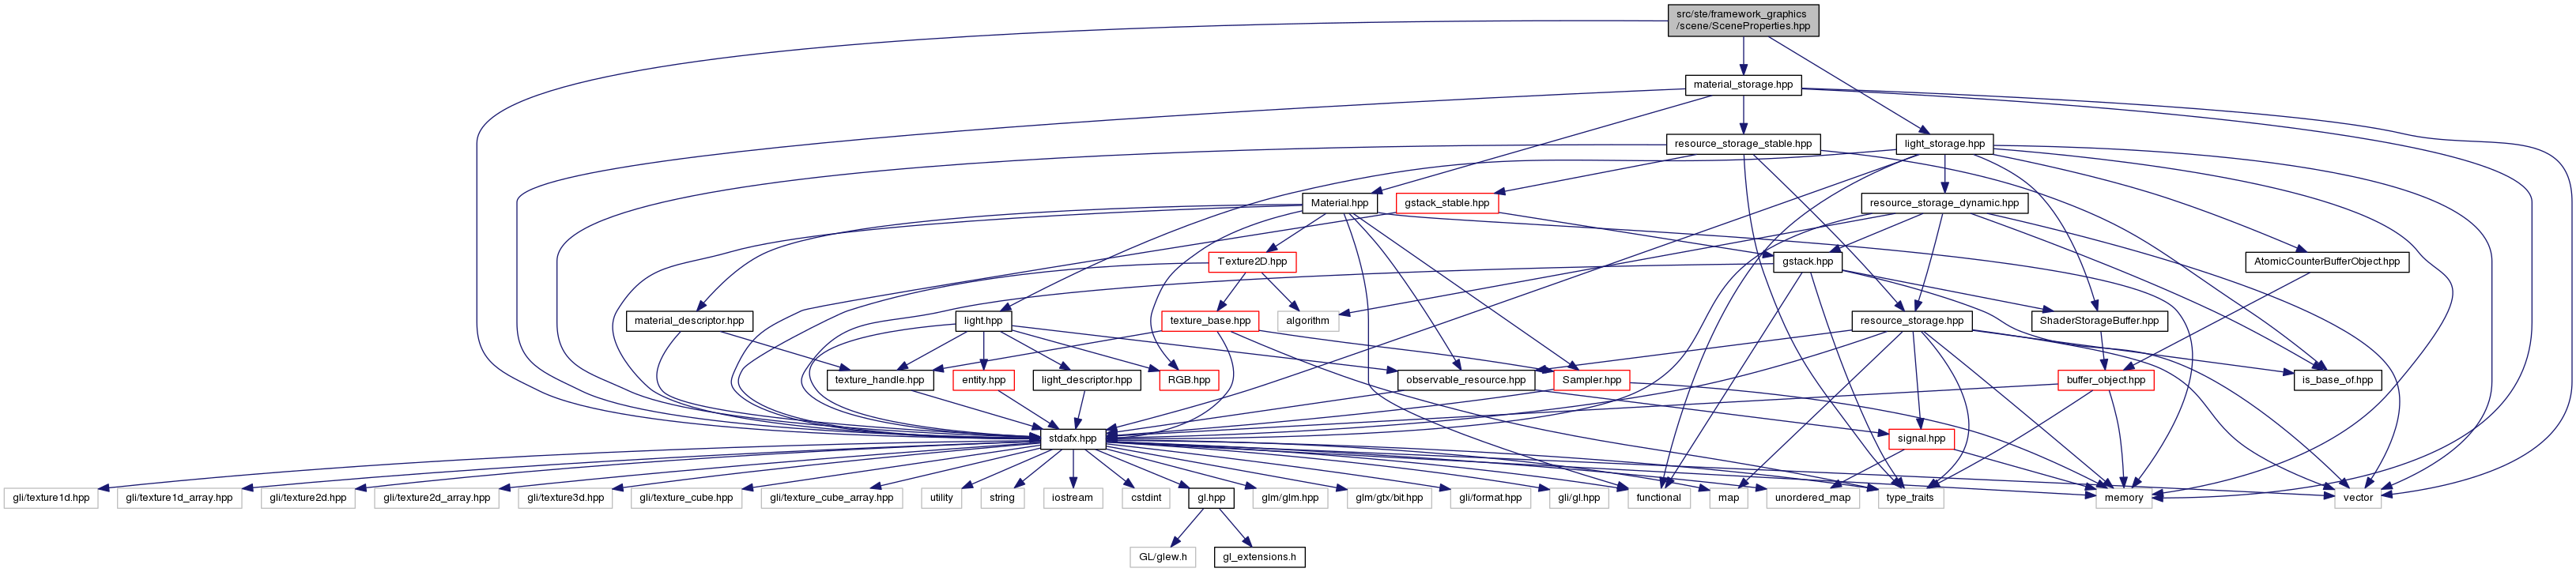 src/ste/framework_graphics
/scene/SceneProperties.hpp
material_storage.hpp
resource_storage_stable.hpp
light_storage.hpp
Material.hpp
gstack_stable.hpp
resource_storage_dynamic.hpp
Texture2D.hpp
gstack.hpp
AtomicCounterBufferObject.hpp
material_descriptor.hpp
light.hpp
texture_base.hpp
algorithm
resource_storage.hpp
ShaderStorageBuffer.hpp
texture_handle.hpp
entity.hpp
light_descriptor.hpp
RGB.hpp
observable_resource.hpp
Sampler.hpp
buffer_object.hpp
is_base_of.hpp
stdafx.hpp
signal.hpp
gli/texture1d.hpp
gli/texture1d_array.hpp
gli/texture2d.hpp
gli/texture2d_array.hpp
gli/texture3d.hpp
gli/texture_cube.hpp
gli/texture_cube_array.hpp
utility
string
iostream
cstdint
gl.hpp
glm/glm.hpp
glm/gtx/bit.hpp
gli/format.hpp
gli/gl.hpp
functional
map
unordered_map
type_traits
memory
vector
GL/glew.h
gl_extensions.h